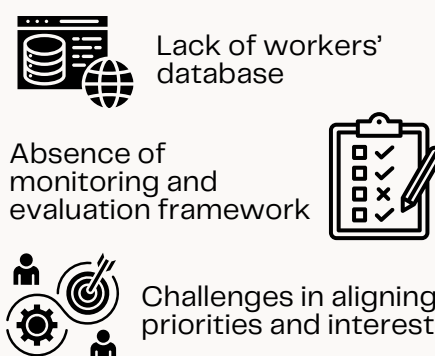 Lack of workers'
database
Absence of
monitoring and
evaluation framework
Challenges in aligning
priorities and interest